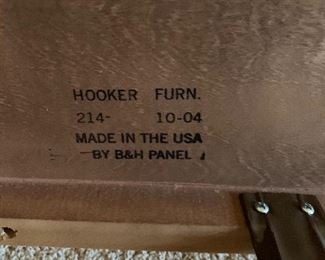 HOOKER FURN.
214- 10-04
MADE IN THE USA
BY B&H PANEL